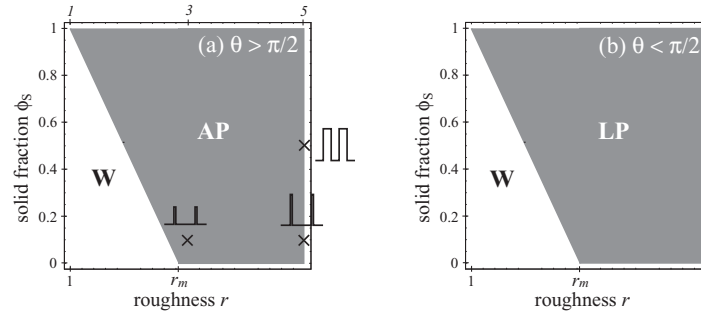 1 3 5
(a) θ > π/2
AP
W
solid fraction ϕS
1
0.8
0.6
0.4
0.2
0
1 rm
roughness r
(b) θ < π/2
LP
W
solid fraction ϕS
1
0.8
0.6
0.4
0.2
0
1 rm
roughness r